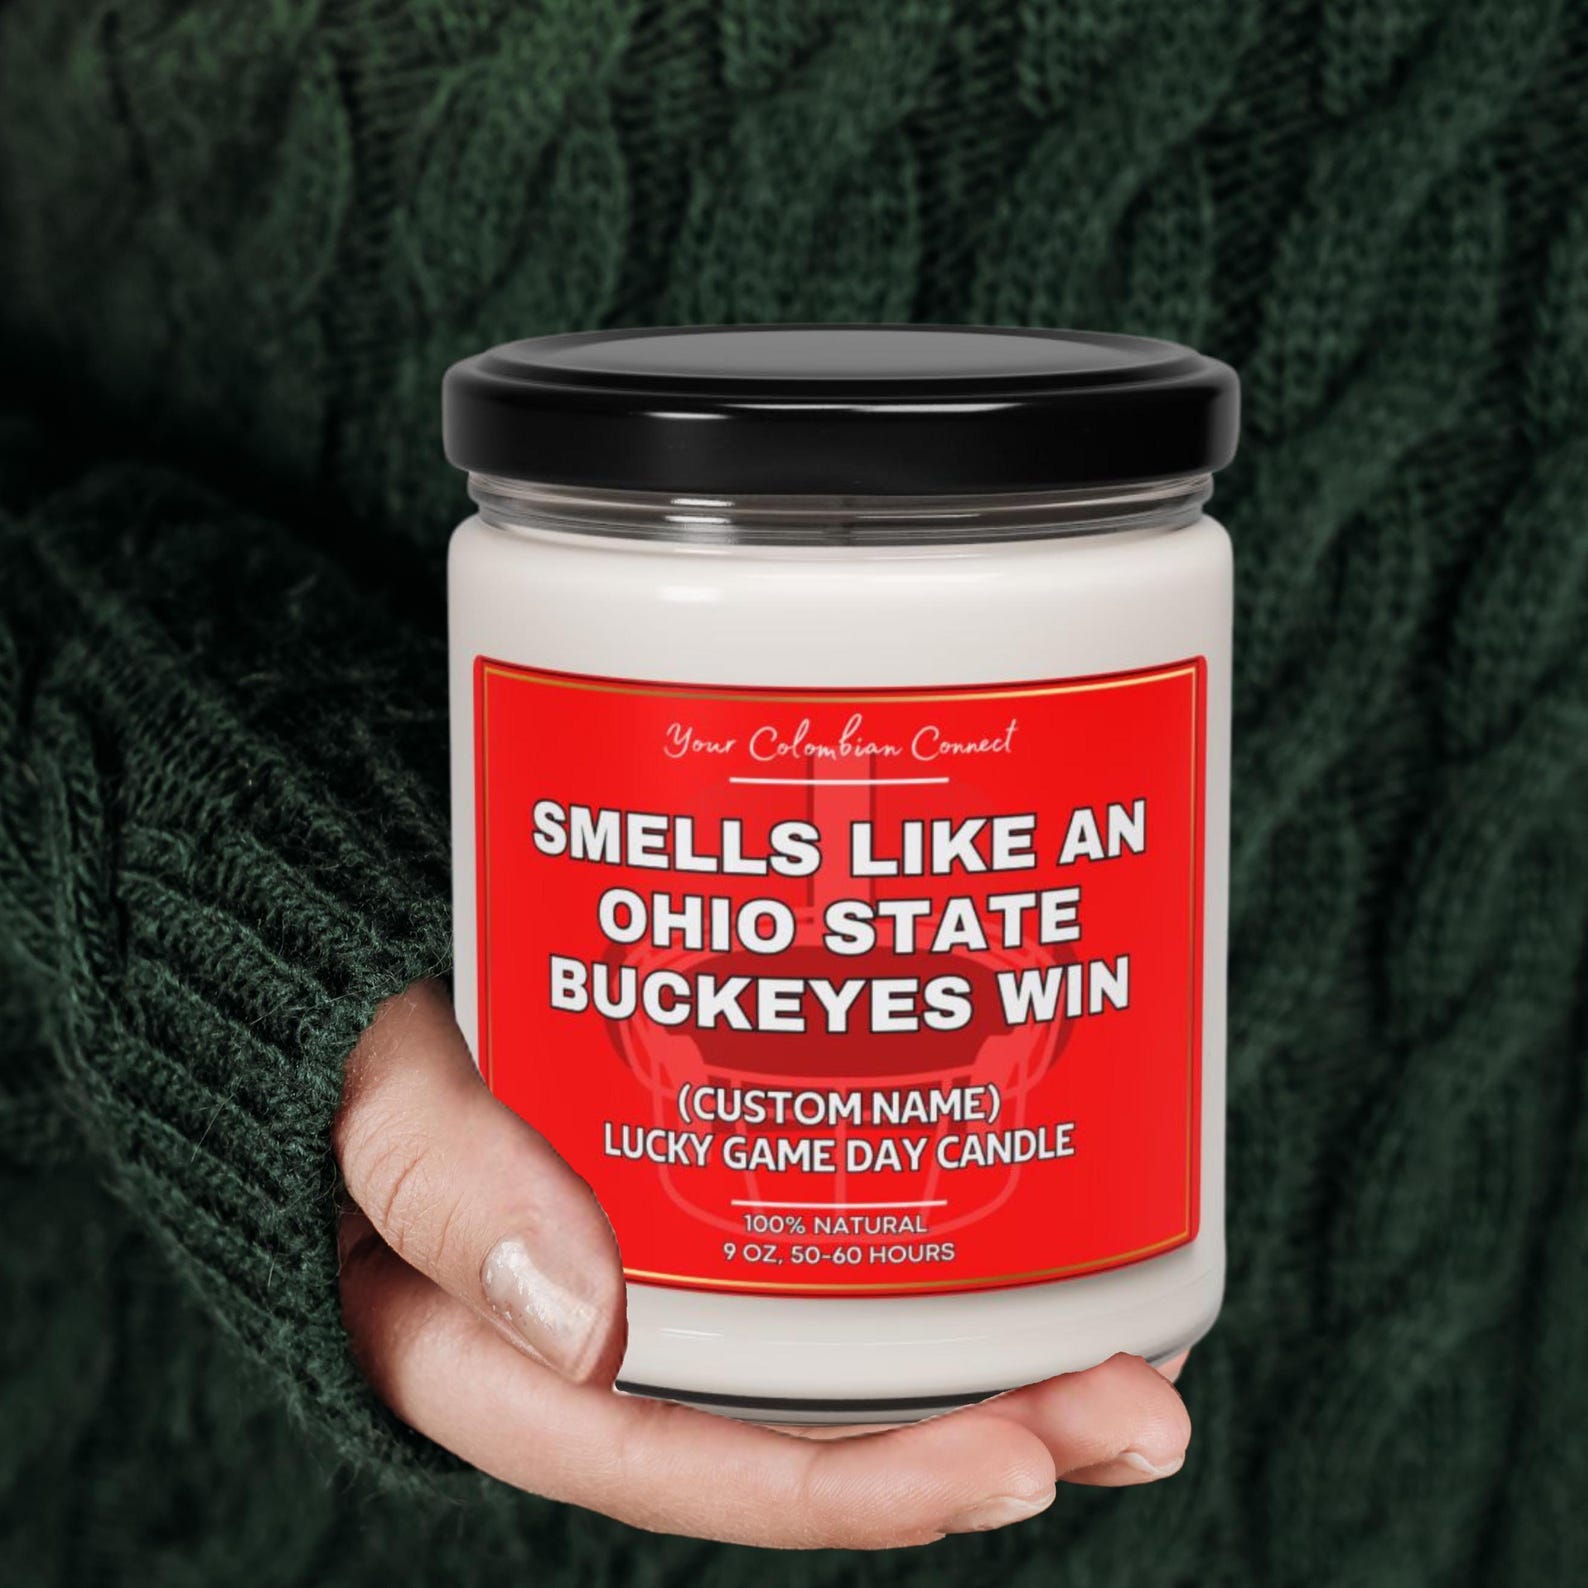 Your Colombian Connect
SMELLS LIKE AN
OHIO STATE
BUCKEYES WIN
(CUSTOM NAME)
LUCKY GAME DAY CANDLE
100% NATURAL
9 OZ, 50-60 HOURS